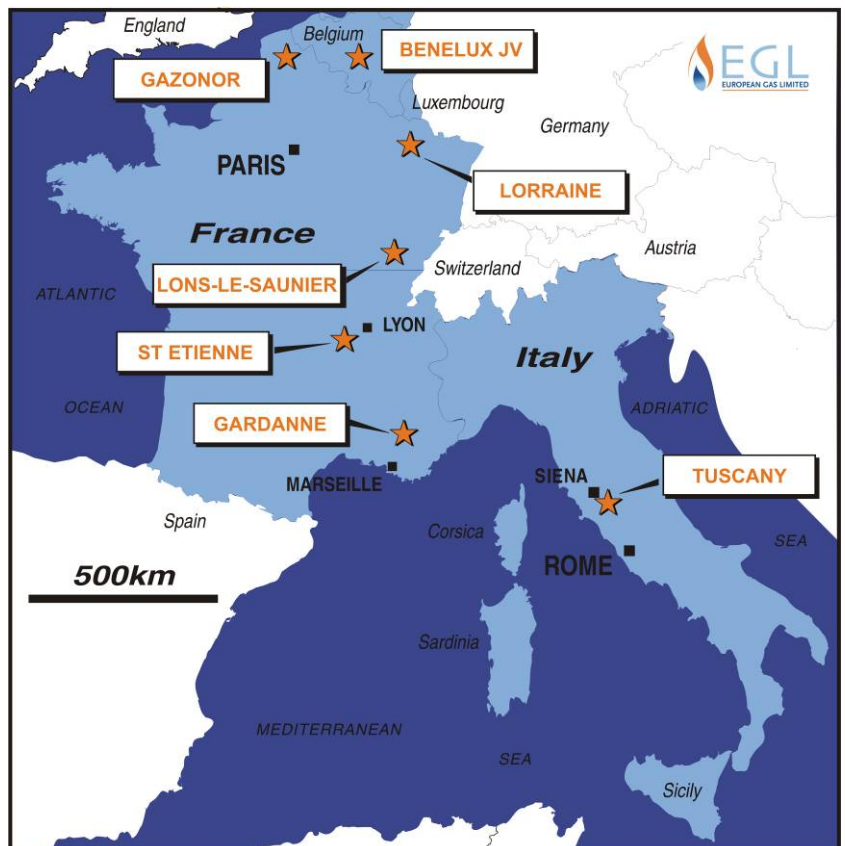 England
Belgium
BENELUX JV
GAZONOR
EGL
EUROPEAN GAS LIMITED
Luxembourg
Germany
PARIS
LORRAINE
France
Austria
Switzerland
LONS-LE-SAUNIER
ATLANTIC
LYON
ST ETIENNE
Italy
OCEAN
ADRIATIC
GARDANNE
MARSEILLE
SIENA
TUSCANY
Spain
Corsica
SEA
ROME
500km
Sardinia
MEDITERRANEAN
SEA
Sicily